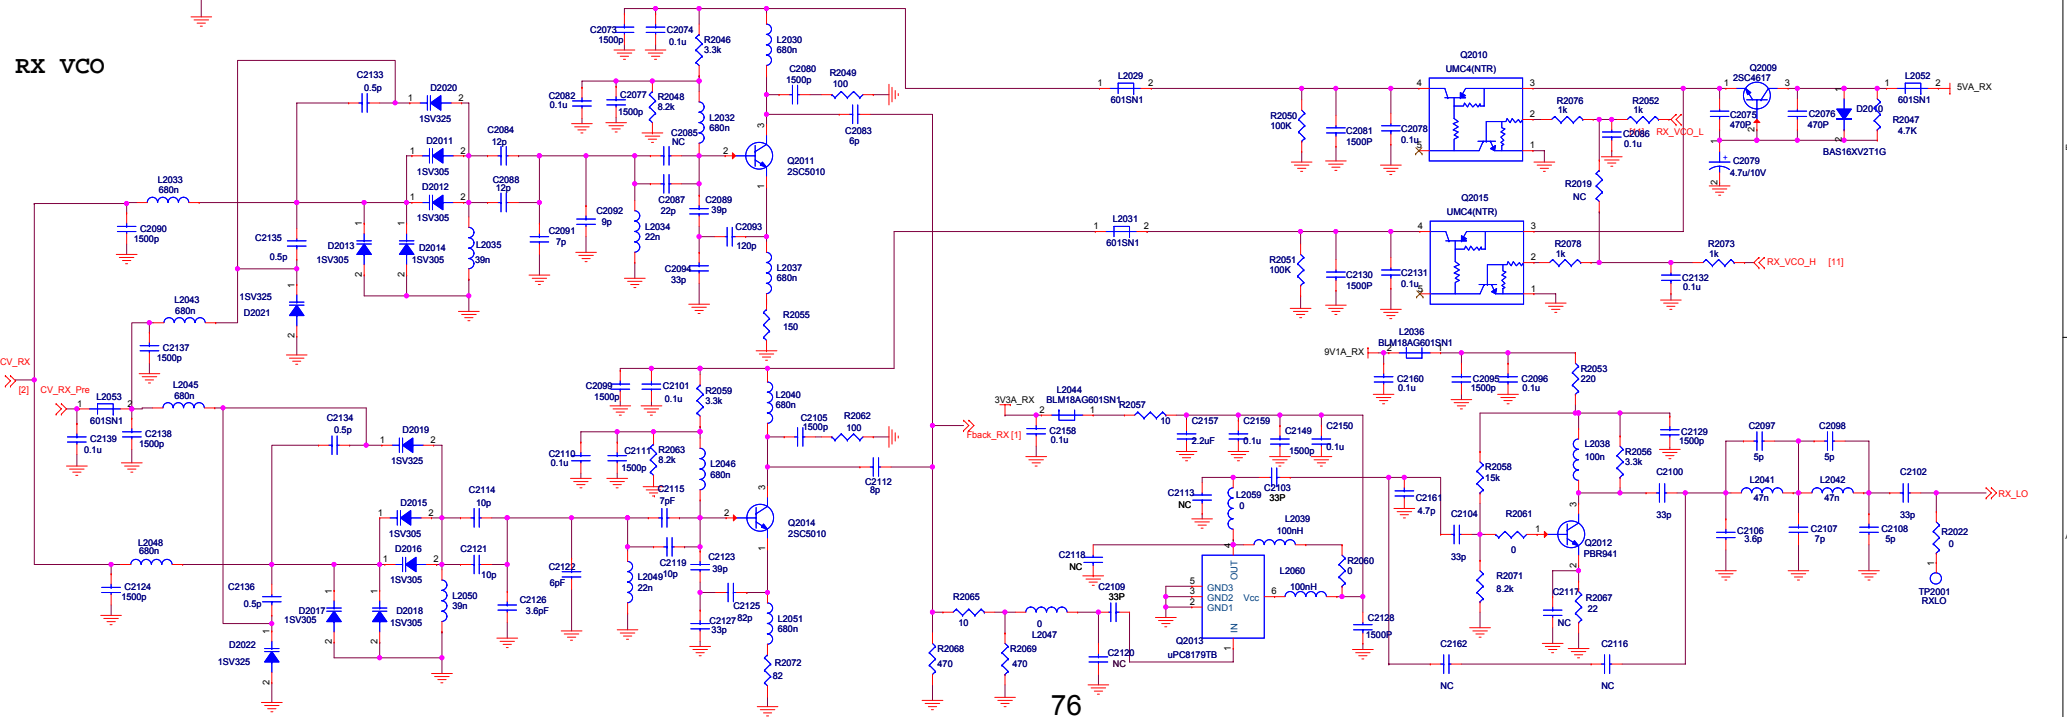 RX VCO
C2073
1500p
C2074
0.1u
R2046
3.3k
L2030
680n
C2080
1500p
R2049
100
C2083
6p
C2133
0.5p
D2020
1SV325
C2082
0.1u
C2077
1500p
R2048
8.2k
L2032
680n
C2085
NC
D2011
1SV305
C2084
12p
D2012
1SV305
C2088
12p
Q2011
2SC5010
L2033
680n
C2090
1500p
C2135
0.5p
D2013
1SV305
D2014
1SV305
L2035
39n
C2091
7p
C2092
9p
L2034
22n
C2087
22p
C2089
39p
C2093
120p
C2094
33p
L2037
680n
R2055
150
1SV325
D2021
L2043
680n
C2137
1500p
CV_RX
[2]
CV_RX_Pre
L2053
601SN1
C2139
0.1u
C2138
1500p
L2045
680n
C2134
0.5p
D2019
1SV325
D2015
1SV305
C2114
10p
D2016
1SV305
C2121
10p
L2048
680n
C2124
1500p
C2136
0.5p
D2017
1SV305
D2018
1SV305
L2050
39n
D2022
1SV325
C2126
3.6pF
C2122
6pF
L2049
22n
C2119
10p
C2115
7pF
C2123
39p
C2125
82p
C2127
33p
L2051
680n
R2072
82
C2099
1500p
C2101
0.1u
R2059
3.3k
L2040
680n
C2105
1500p
R2062
100
C2110
0.1u
C2111
1500p
R2063
8.2k
L2046
680n
C2112
8p
Q2014
2SC5010
L2029
601SN1
R2050
100K
C2081
1500P
C2078
0.1u
Q2010
UMC4(NTR)
R2076
1k
R2052
1k
C2086
0.1u
RX_VCO_L
R2019
NC
Q2009
2SC4617
C2075
470P
C2076
470P
D2010
BAS16XV2T1G
R2047
4.7K
L2052
601SN1
5VA_RX
C2079
4.7u/10V
L2031
601SN1
R2051
100K
C2130
1500P
C2131
0.1u
Q2015
UMC4(NTR)
R2078
1k
R2073
1k
C2132
0.1u
RX_VCO_H [11]
L2036
9V1A_RX
BLM18AG601SN1
C2160
0.1u
C2095
1500p
C2096
0.1u
R2053
220
Fback_RX [1]
3V3A_RX
L2044
BLM18AG601SN1
C2158
0.1u
R2057
10
C2157
2.2uF
C2159
0.1u
C2149
1500p
C2150
0.1u
C2113
NC
L2059
0
C2103
33P
L2039
100nH
C2161
4.7p
C2104
33p
R2058
15k
R2061
0
L2038
100n
R2056
3.3k
C2129
1500p
C2100
33p
Q2012
PBR941
C2097
5p
C2098
5p
L2041
47n
L2042
47n
C2102
33p
RX_LO
C2106
3.6p
C2107
7p
C2108
5p
R2022
0
TP2001
RXLO
C2118
NC
C2109
33P
R2065
10
0
L2047
R2068
470
R2069
470
C2120
NC
GND3
GND2
GND1
OUT
Vcc
IN
Q2013
uPC8179TB
L2060
100nH
R2060
0
C2128
1500P
R2071
8.2k
C2117
NC
R2067
22
C2162
NC
C2116
NC
76